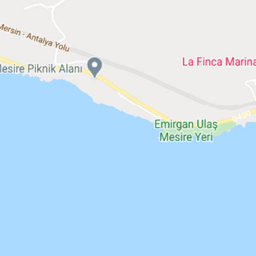 Mersin - Antalya Yolu
La Finca Marina
Mesire Piknik Alanı
Emirgan Ulaş
Mesire Yeri